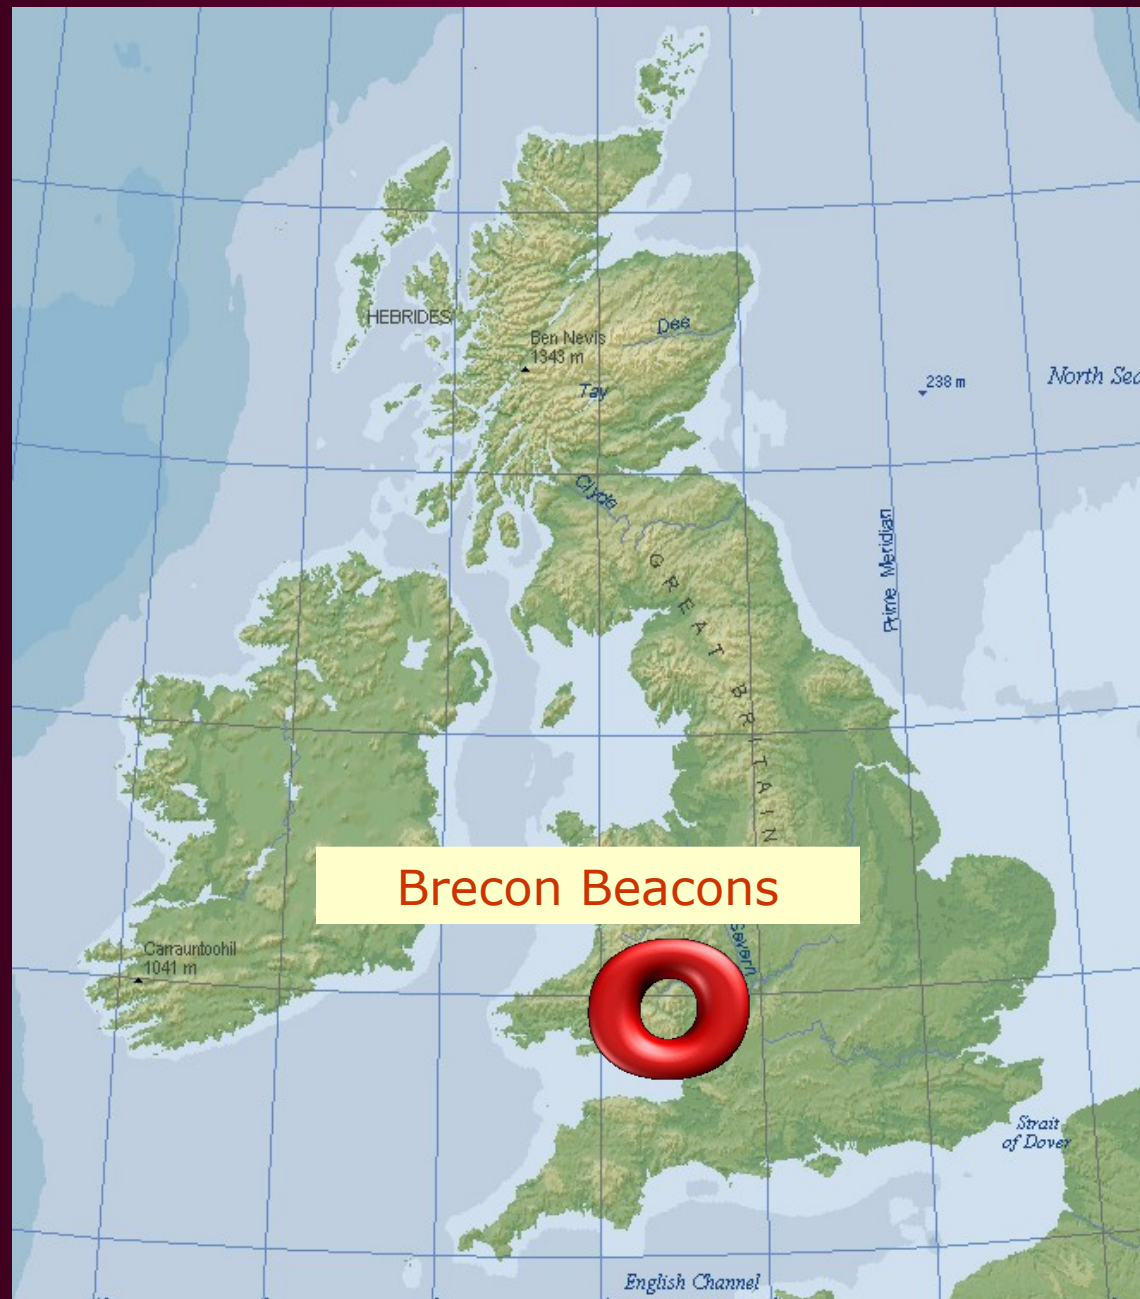 HEBRIDES
Ben Nevis
1343 m
Dee
Tay
238 m
North Sea
Clyde
Prime Meridian
GREAT BRITAIN
Brecon Beacons
Severn
Carrauntoohil
1041 m
Strait
of Dover
English Channel